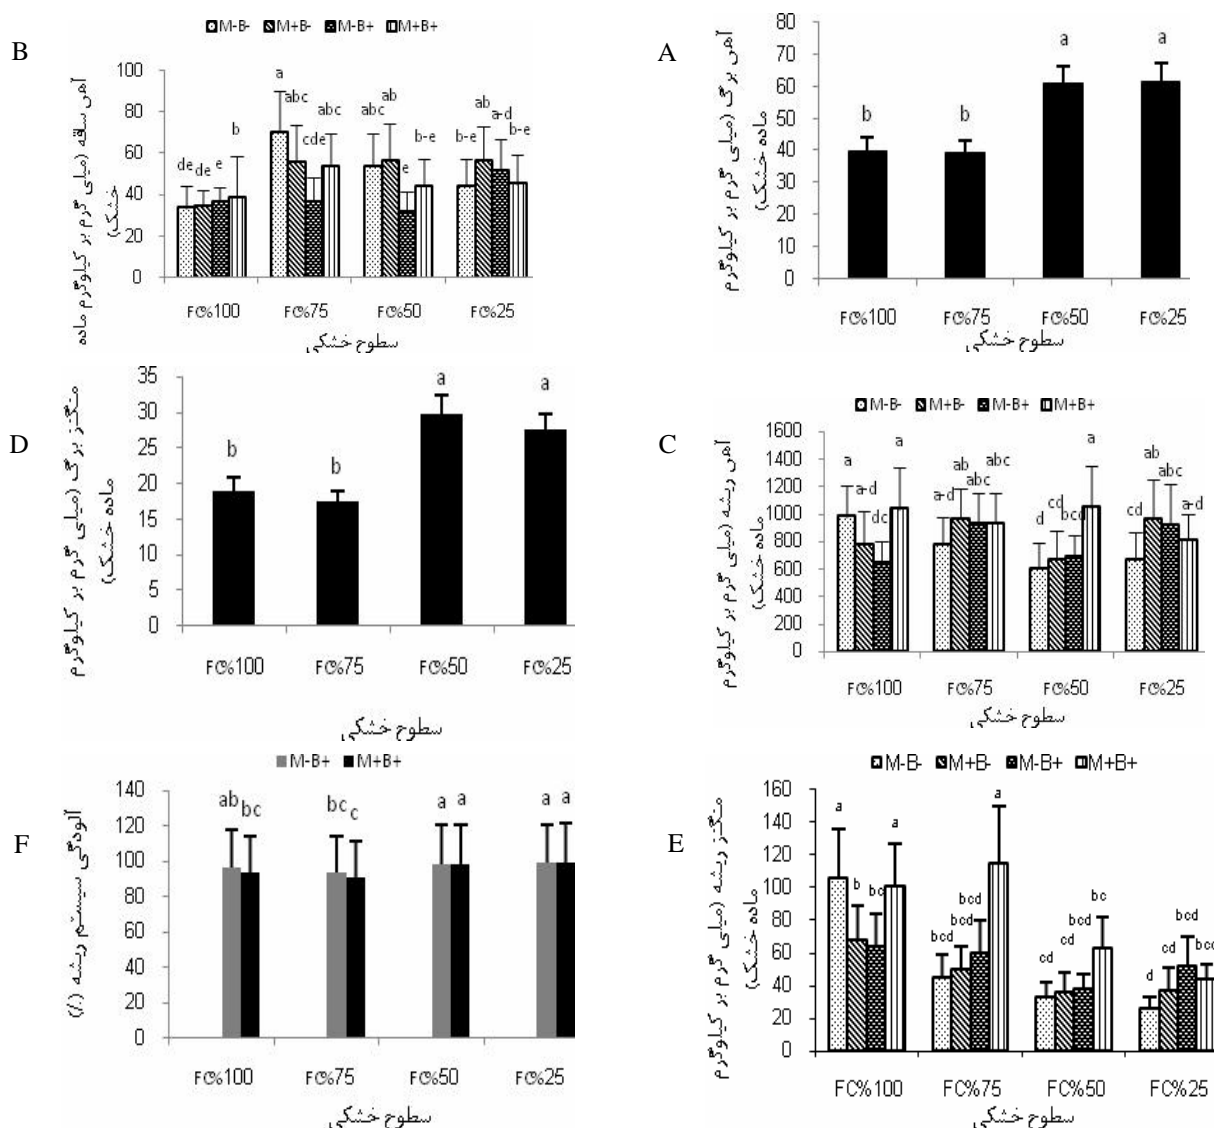 A
آهن برگ (میلی گرم بر کیلوگرم
ماده خشک)
80
70
60
50
40
30
20
10
0
b
b
a
a
FC%100 FC%75 FC%50 FC%25
سطوح خشکی
B
M-B- M+B- M-B+ M+B+
آهن ساقه (میلی گرم بر کیلوگرم ماده
خشک)
100
80
60
40
20
0
de de e b
a abc cde abc
abc ab e b-e
b-e ab a-d b-e
FC%100 FC%75 FC%50 FC%25
سطوح خشکی
C
M-B- M+B- M-B+ M+B+
آهن ریشه (میلی گرم بر کیلوگرم
ماده خشک)
1600
1400
1200
1000
800
600
400
200
0
a a-d dc a
a-d ab abc abc
d cd bcd a
cd ab abc a-d
FC%100 FC%75 FC%50 FC%25
سطوح خشکی
D
منگنز برگ (میلی گرم بر کیلوگرم
ماده خشک)
35
30
25
20
15
10
5
0
b b a a
FC%100 FC%75 FC%50 FC%25
سطوح خشکی
E
M-B- M+B- M-B+ M+B+
منگنز ریشه (میلی گرم بر کیلوگرم
ماده خشک)
160
140
120
100
80
60
40
20
0
a b bc a
bcd bcd bcd a
cd cd bcd bc
d cd bcd bcd
FC%100 FC%75 FC%50 FC%25
سطوح خشکی
F
M-B+ M+B+
آلودگی سیستم ریشه (٪)
140
120
100
80
60
40
20
0
ab bc bc c a a a a
FC%100 FC%75 FC%50 FC%25
سطوح خشکی